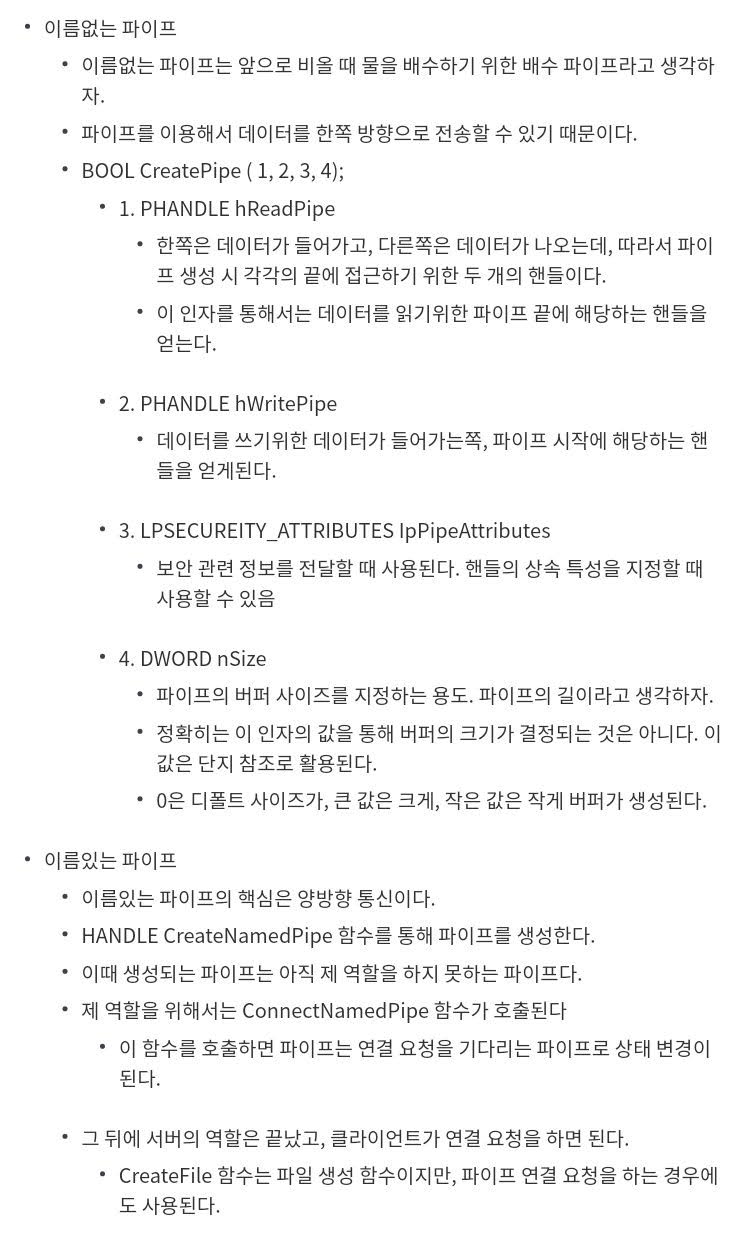 • 이름없는 파이프
• 이름없는 파이프는 앞으로 비올 때 물을 배수하기 위한 배수 파이프라고 생각하
자.
• 파이프를 이용해서 데이터를 한쪽 방향으로 전송할 수 있기 때문이다.
• BOOL CreatePipe ( 1, 2, 3, 4);
• 1. PHANDLE hReadPipe
• 한쪽은 데이터가 들어가고, 다른쪽은 데이터가 나오는데, 따라서 파이
프 생성 시 각각의 끝에 접근하기 위한 두 개의 핸들이다.
• 이 인자를 통해서는 데이터를 읽기위한 파이프 끝에 해당하는 핸들을
얻는다.
• 2. PHANDLE hWritePipe
• 데이터를 쓰기위한 데이터가 들어가는쪽, 파이프 시작에 해당하는 핸
들을 얻게된다.
• 3. LPSECUREITY_ATTRIBUTES IpPipeAttributes
• 보안 관련 정보를 전달할 때 사용된다. 핸들의 상속 특성을 지정할 때
사용할 수 있음
• 4. DWORD nSize
• 파이프의 버퍼 사이즈를 지정하는 용도. 파이프의 길이라고 생각하자.
• 정확히는 이 인자의 값을 통해 버퍼의 크기가 결정되는 것은 아니다. 이
값은 단지 참조로 활용된다.
• 0은 디폴트 사이즈가, 큰 값은 크게, 작은 값은 작게 버퍼가 생성된다.
• 이름있는 파이프
• 이름있는 파이프의 핵심은 양방향 통신이다.
• HANDLE CreateNamedPipe 함수를 통해 파이프를 생성한다.
• 이때 생성되는 파이프는 아직 제 역할을 하지 못하는 파이프다.
• 제 역할을 위해서는 ConnectNamedPipe 함수가 호출된다
• 이 함수를 호출하면 파이프는 연결 요청을 기다리는 파이프로 상태 변경이
된다.
• 그 뒤에 서버의 역할은 끝났고, 클라이언트가 연결 요청을 하면 된다.
• CreateFile 함수는 파일 생성 함수이지만, 파이프 연결 요청을 하는 경우에
도 사용된다.